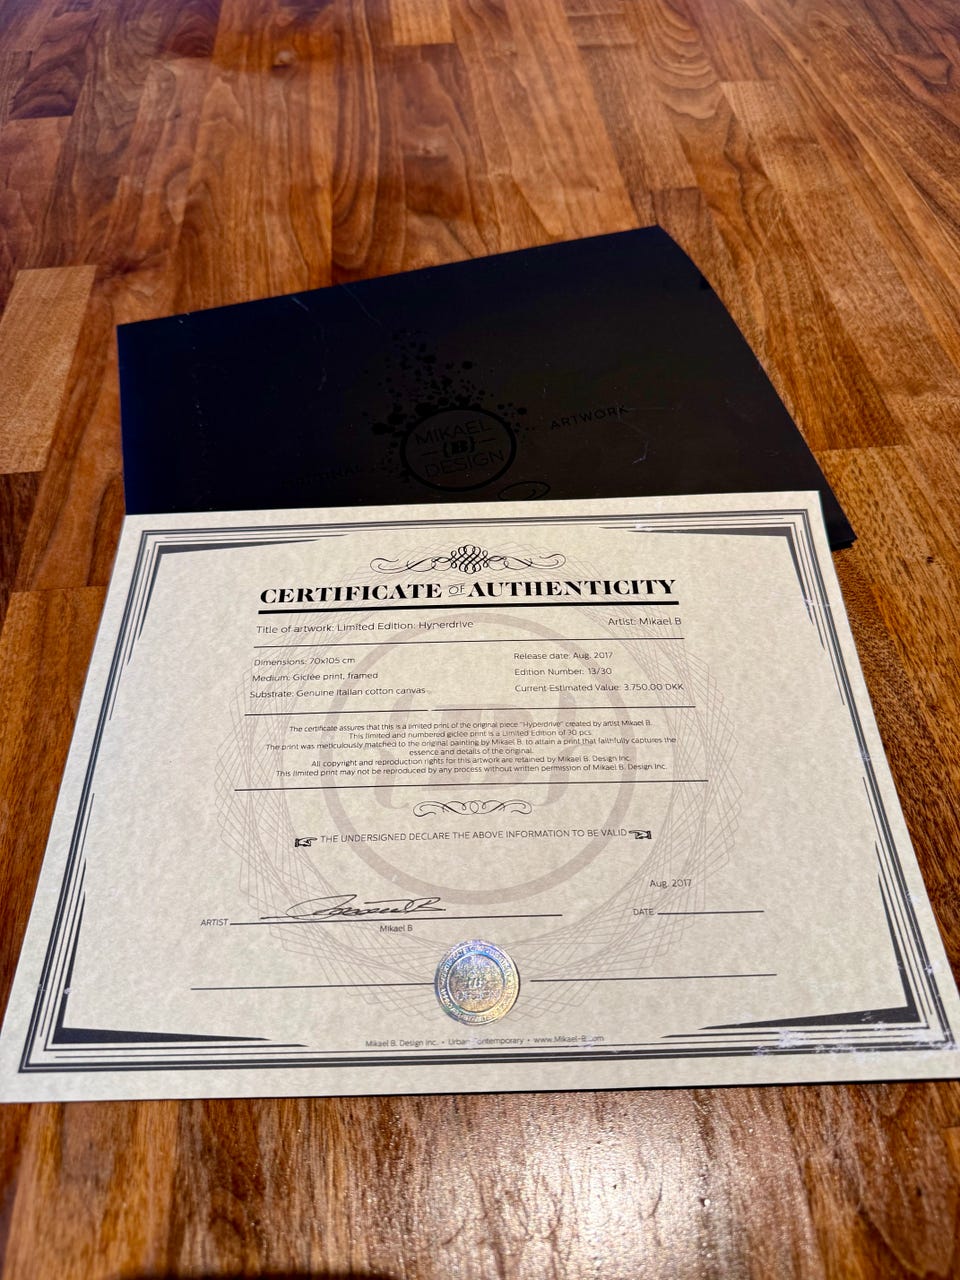 MIKAEL
{B}
DESIGN
ARTWORK
CERTIFICATE OF AUTHENTICITY
Title of artwork: Limited Edition: Hyperdrive
Artist: Mikael B
Dimensions: 70x105 cm
Medium: Giclée print, framed
Substrate: Genuine Italian cotton canvas
Release date: Aug. 2017
Edition Number: 13/30
Current Estimated Value: 3.750.00 DKK
The certificate assures that this is a limited print of the original piece "Hyperdrive" created by artist Mikael B.
This limited and numbered giclée print is a Limited Edition of 30 pcs.
The print was meticulously matched to the original painting by Mikael B. to attain a print that faithfully captures the
essence and details of the original.
All copyright and reproduction rights for this artwork are retained by Mikael B. Design Inc.
This limited print may not be reproduced by any process without written permission of Mikael B. Design Inc.
THE UNDERSIGNED DECLARE THE ABOVE INFORMATION TO BE VALID
Aug. 2017
ARTIST
DATE
Mikael B
Mikael B. Design Inc. • Urban Contemporary • www.Mikael-B.com